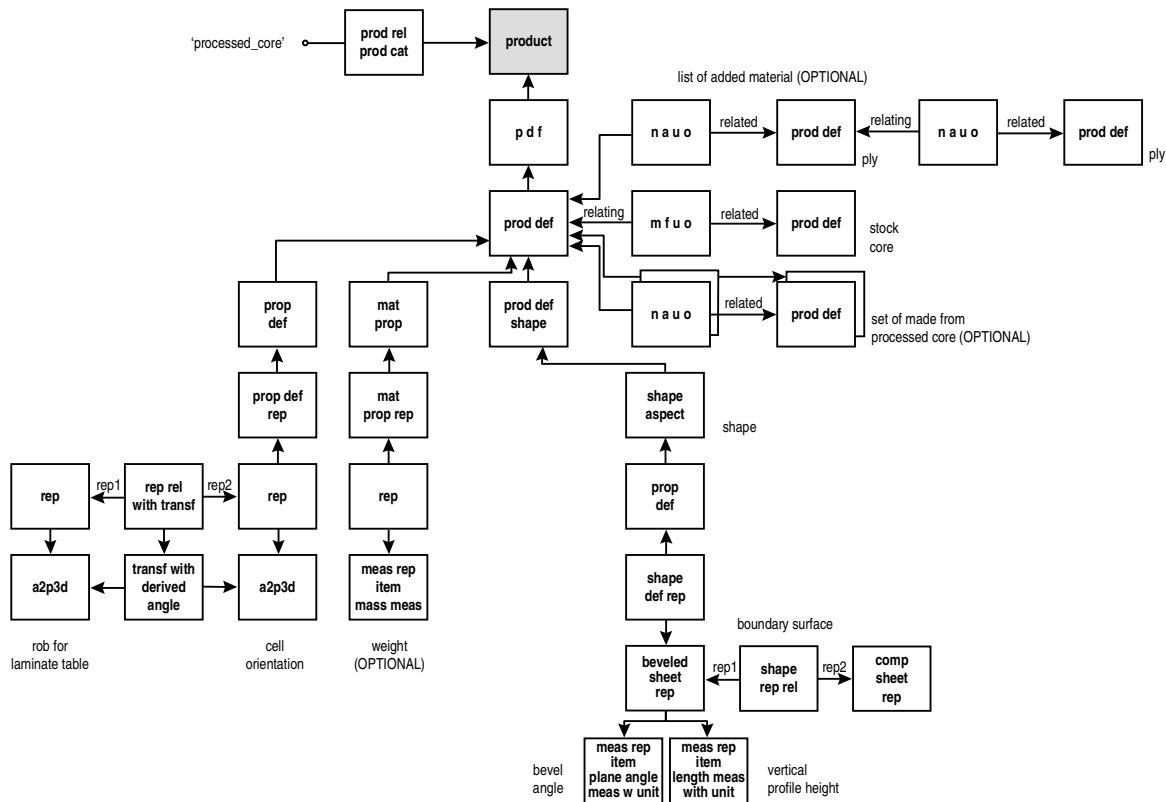 'processed_core'
prod rel
prod cat
product
list of added material (OPTIONAL)
p d f
n a u o
related
prod def
ply
relating
n a u o
related
prod def
ply
prod def
relating
m f u o
related
prod def
stock
core
prop
def
mat
prop
prod def
shape
n a u o
related
prod def
set of made from
processed core (OPTIONAL)
prop def
rep
mat
prop rep
shape
aspect
shape
rep
rep1
rep rel
with transf
rep2
rep
rep
prop
def
a2p3d
transf with
derived
angle
a2p3d
meas rep
item
mass meas
shape
def rep
rob for
laminate table
cell
orientation
weight
(OPTIONAL)
boundary surface
beveled
sheet
rep
rep1
shape
rep rel
rep2
comp
sheet
rep
bevel
angle
meas rep
item
plane angle
meas w unit
meas rep
item
length meas
with unit
vertical
profile height